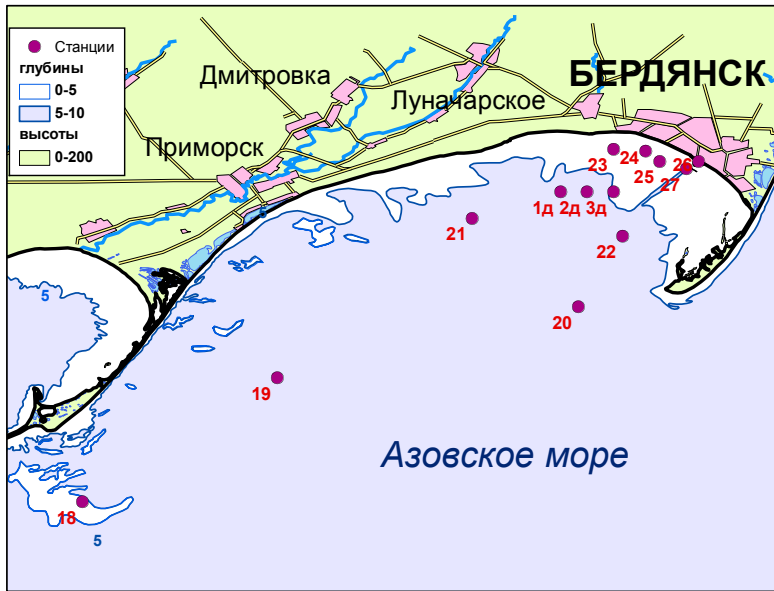 Станции
глубины
0-5
5-10
высоты
0-200
БЕРДЯНСК
Дмитровка
Луначарское
Приморск
23
24
25
26
27
1д
2д
3д
21
22
5
5
20
19
Азовское море
18
5